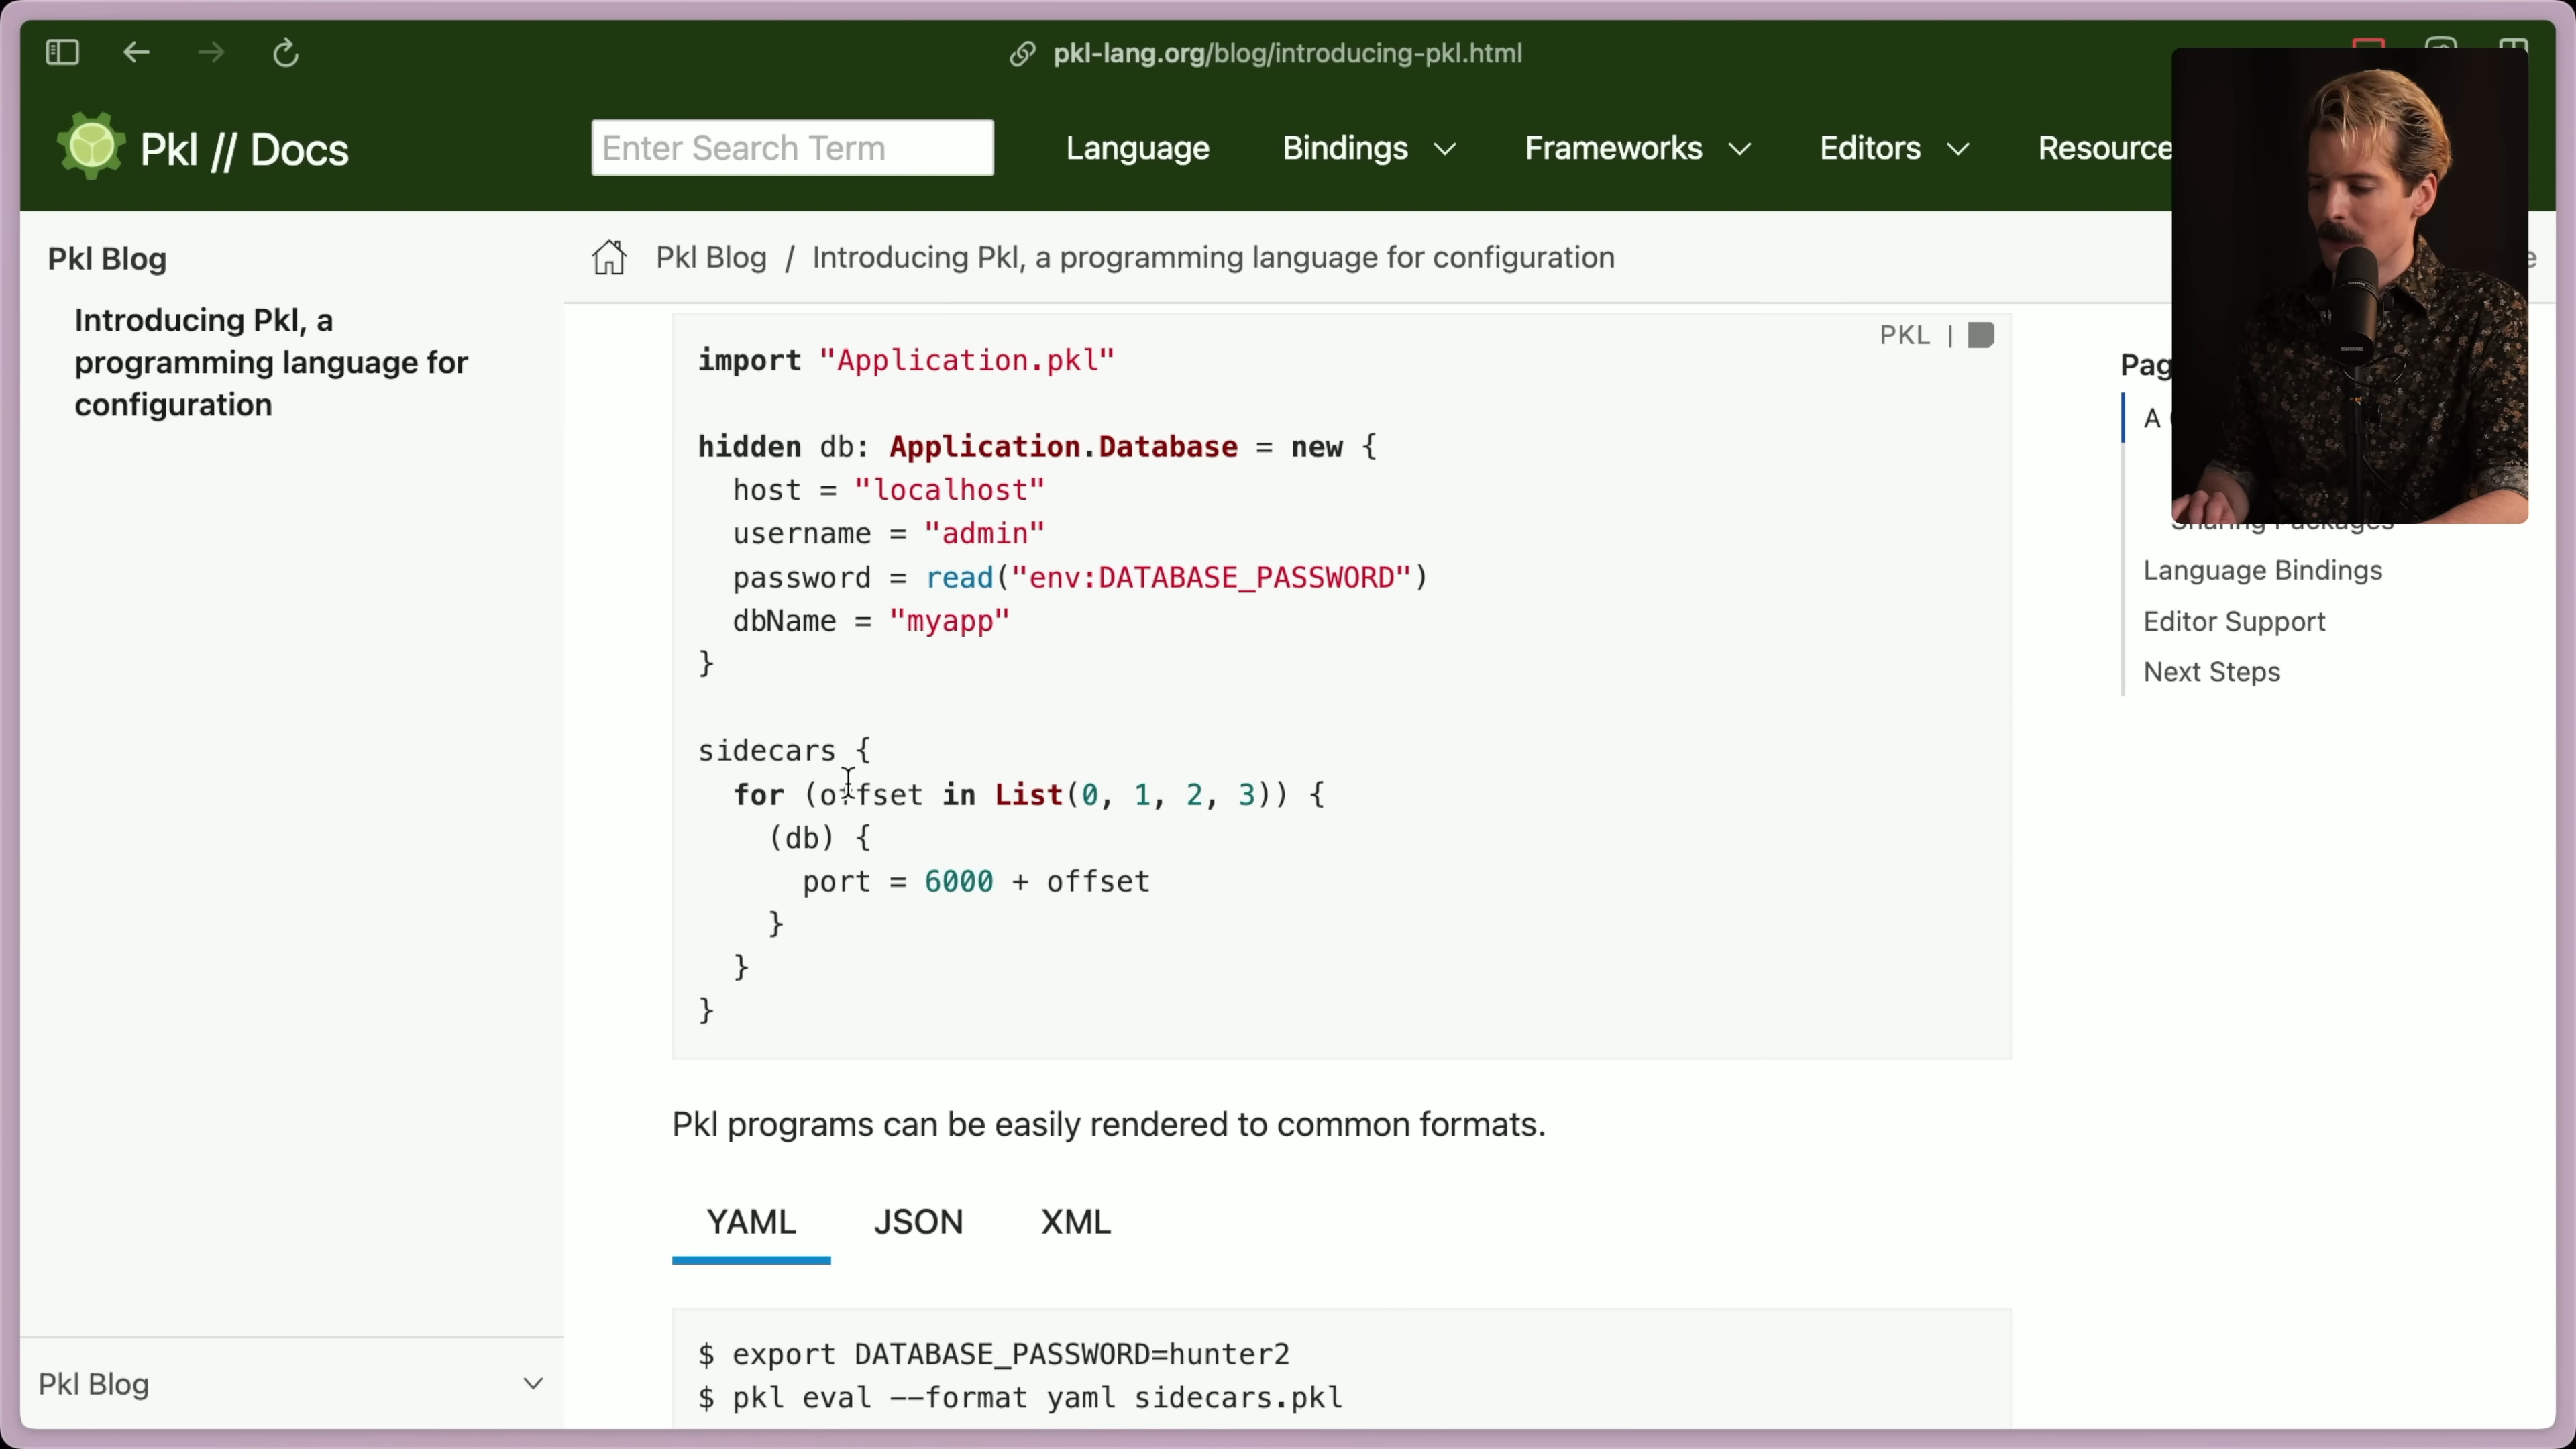 pkl-lang.org/blog/introducing-pkl.html
Pkl // Docs
Enter Search Term
Language
Bindings
Frameworks
Editors
Resource
Pkl Blog
Introducing Pkl, a
programming language for
configuration
Pkl Blog / Introducing Pkl, a programming language for configuration
PKL |
import "Application.pkl"
hidden db: Application.Database = new {
  host = "localhost"
  username = "admin"
  password = read("env:DATABASE_PASSWORD")
  dbName = "myapp"
}
sidecars {
  for (offset in List(0, 1, 2, 3)) {
    (db) {
      port = 6000 + offset
    }
  }
}
Pkl programs can be easily rendered to common formats.
YAML
JSON
XML
$ export DATABASE_PASSWORD=hunter2
$ pkl eval --format yaml sidecars.pkl
Pag
A
Sharing Packages
Language Bindings
Editor Support
Next Steps
Pkl Blog